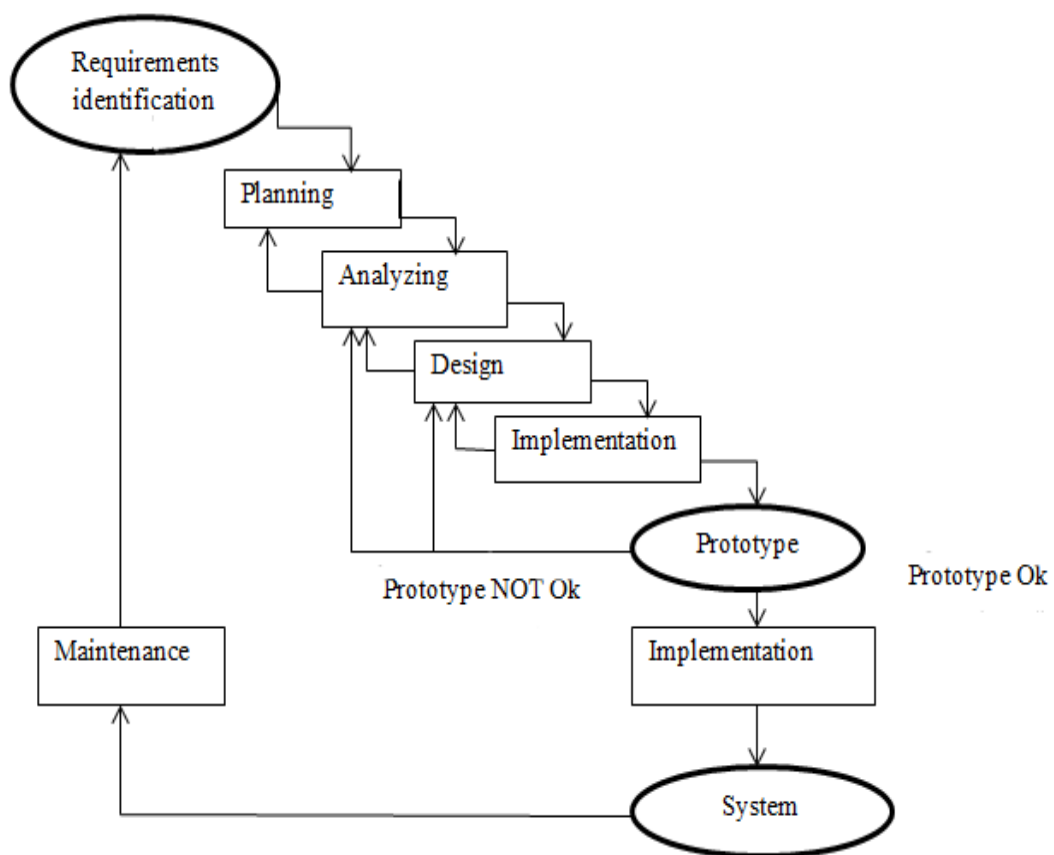 Requirements
identification
Planning
Analyzing
Design
Implementation
Prototype
Prototype NOT Ok
Prototype Ok
Maintenance
Implementation
System